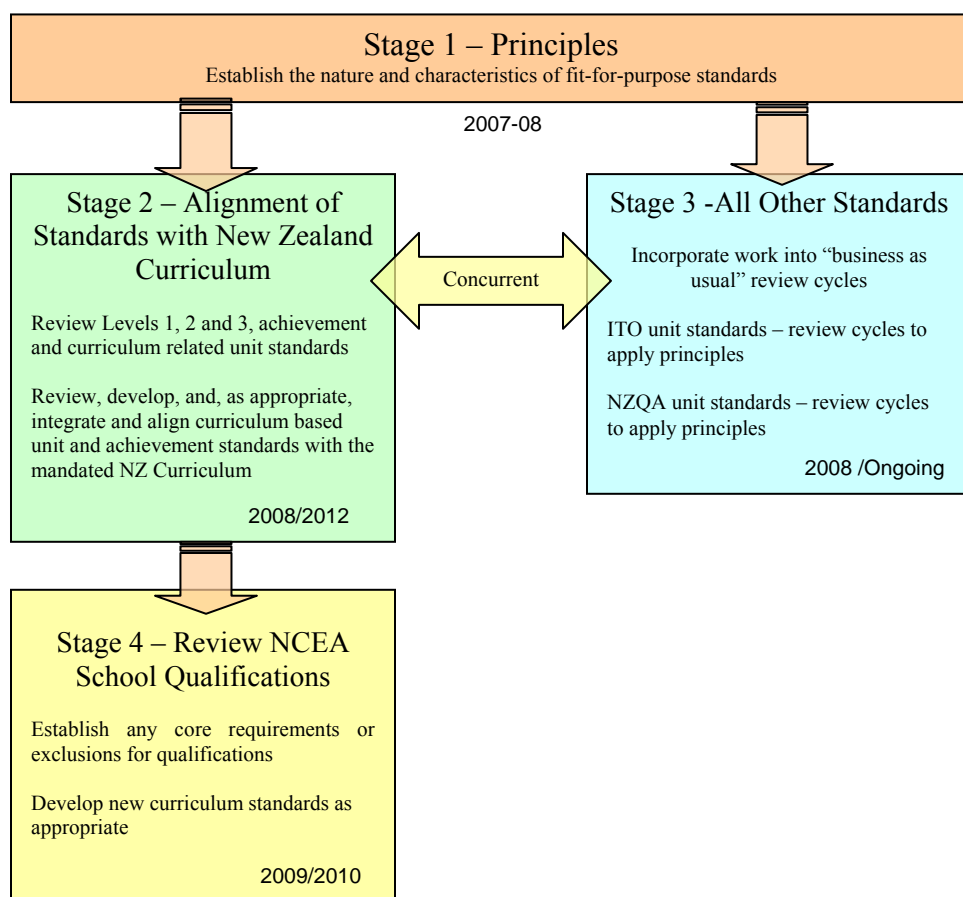 Stage 1 – Principles
Establish the nature and characteristics of fit-for-purpose standards
2007-08
Stage 2 – Alignment of
Standards with New Zealand
Curriculum
Review Levels 1, 2 and 3, achievement
and curriculum related unit standards
Review, develop, and, as appropriate,
integrate and align curriculum based
unit and achievement standards with the
mandated NZ Curriculum
2008/2012
Concurrent
Stage 3 -All Other Standards
Incorporate work into “business as
usual” review cycles
ITO unit standards – review cycles to
apply principles
NZQA unit standards – review cycles
to apply principles
2008 /Ongoing
Stage 4 – Review NCEA
School Qualifications
Establish any core requirements or
exclusions for qualifications
Develop new curriculum standards as
appropriate
2009/2010